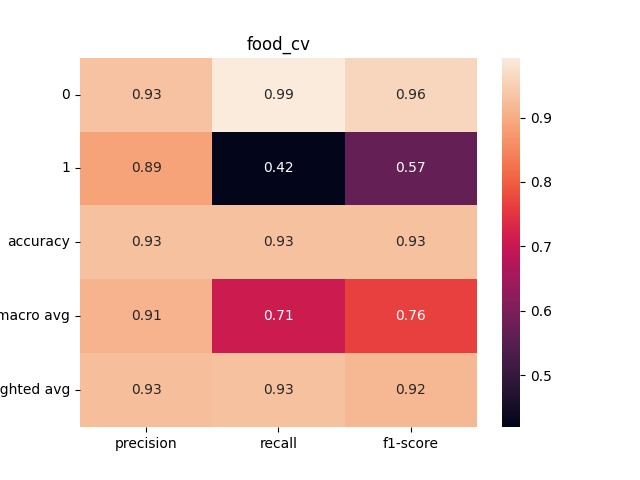 food_cv
0 0.93 0.99 0.96
1 0.89 0.42 0.57
accuracy 0.93 0.93 0.93
macro avg 0.91 0.71 0.76
ghted avg 0.93 0.93 0.92
precision recall f1-score
0.9
0.8
0.7
0.6
0.5